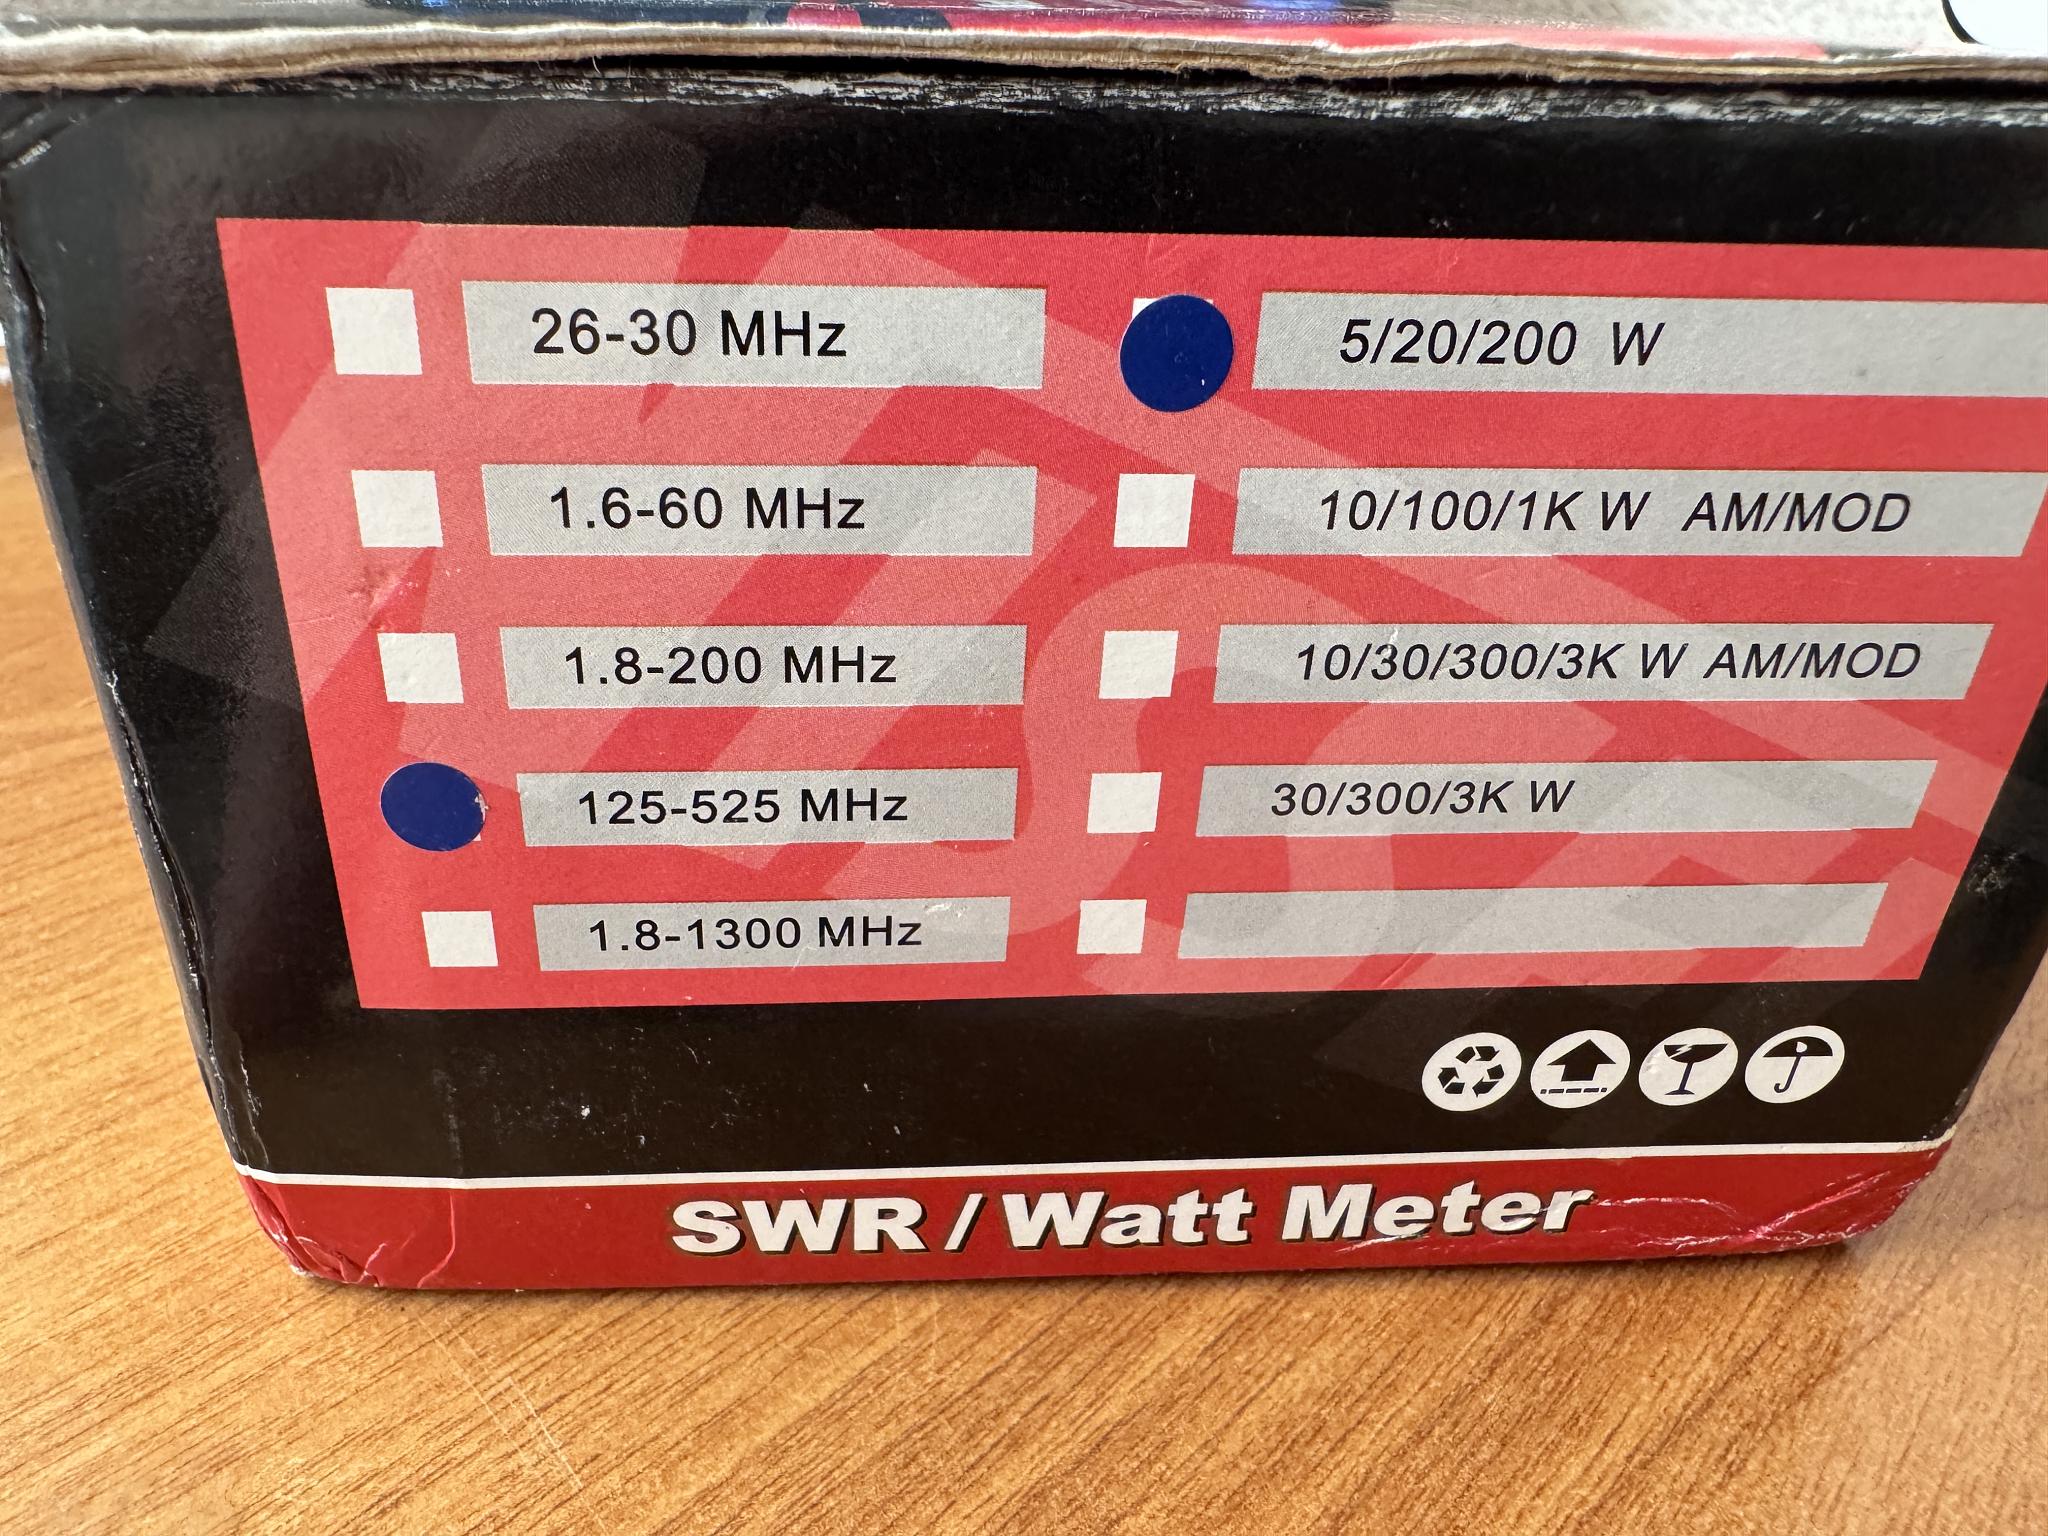 26-30 MHz
5/20/200 W
1.6-60 MHz
10/100/1K W AM/MOD
1.8-200 MHz
10/30/300/3K W AM/MOD
125-525 MHz
30/300/3K W
1.8-1300 MHz
SWR / Watt Meter